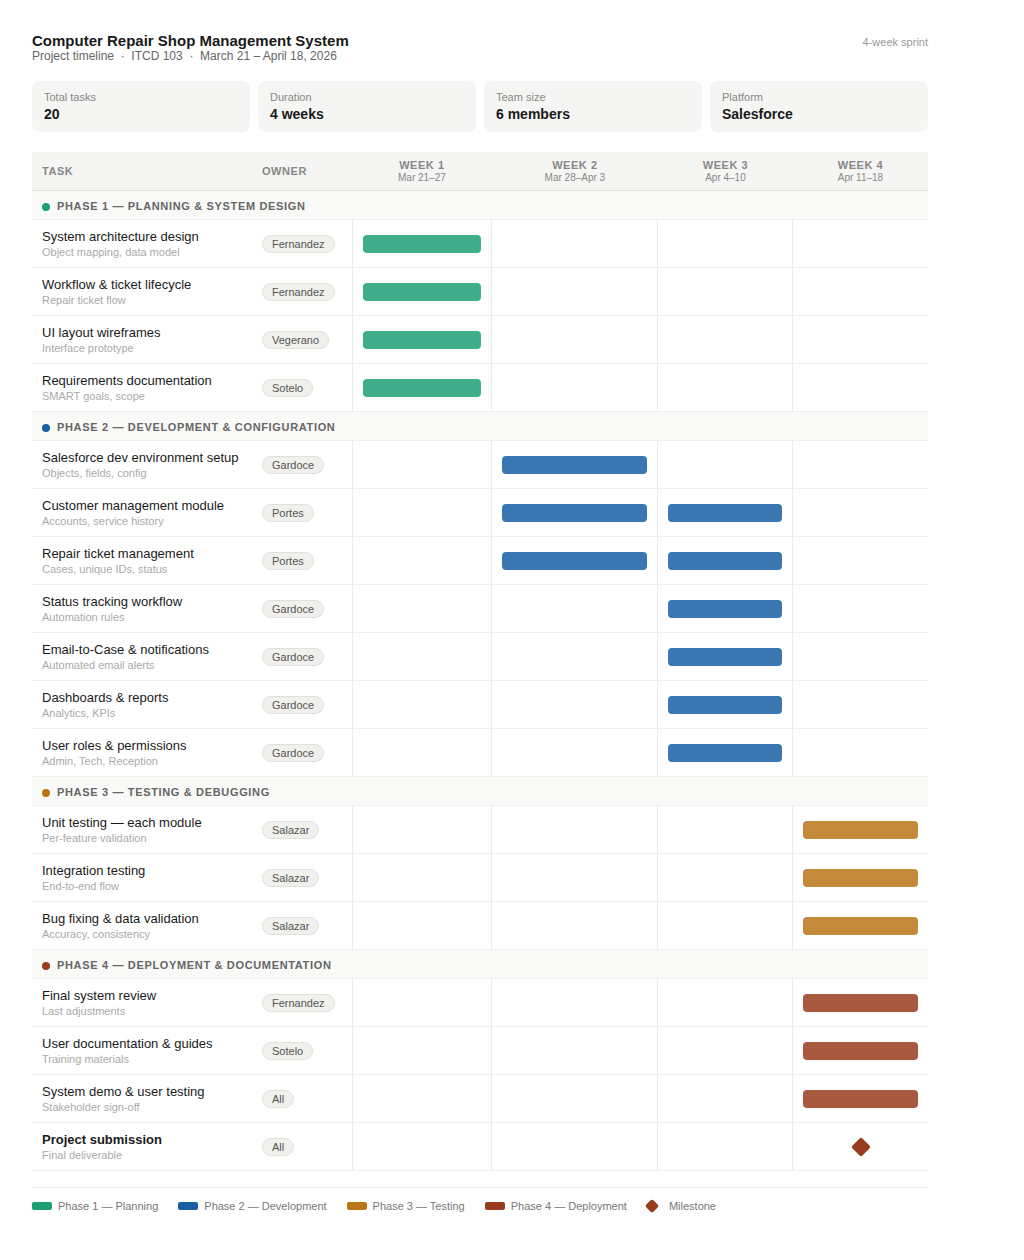 Computer Repair Shop Management System
Project timeline · ITCD 103 · March 21 – April 18, 2026
4-week sprint
Total tasks
20
Duration
4 weeks
Team size
6 members
Platform
Salesforce
TASK OWNER WEEK 1 WEEK 2 WEEK 3 WEEK 4
Mar 21–27 Mar 28–Apr 3 Apr 4–10 Apr 11–18
PHASE 1 — PLANNING & SYSTEM DESIGN
System architecture design
Object mapping, data model
Fernandez
Workflow & ticket lifecycle
Repair ticket flow
Fernandez
UI layout wireframes
Interface prototype
Vegerano
Requirements documentation
SMART goals, scope
Sotelo
PHASE 2 — DEVELOPMENT & CONFIGURATION
Salesforce dev environment setup
Objects, fields, config
Gardoce
Customer management module
Accounts, service history
Portes
Repair ticket management
Cases, unique IDs, status
Portes
Status tracking workflow
Automation rules
Gardoce
Email-to-Case & notifications
Automated email alerts
Gardoce
Dashboards & reports
Analytics, KPIs
Gardoce
User roles & permissions
Admin, Tech, Reception
Gardoce
PHASE 3 — TESTING & DEBUGGING
Unit testing — each module
Per-feature validation
Salazar
Integration testing
End-to-end flow
Salazar
Bug fixing & data validation
Accuracy, consistency
Salazar
PHASE 4 — DEPLOYMENT & DOCUMENTATION
Final system review
Last adjustments
Fernandez
User documentation & guides
Training materials
Sotelo
System demo & user testing
Stakeholder sign-off
All
Project submission
Final deliverable
All
Phase 1 — Planning Phase 2 — Development Phase 3 — Testing Phase 4 — Deployment Milestone